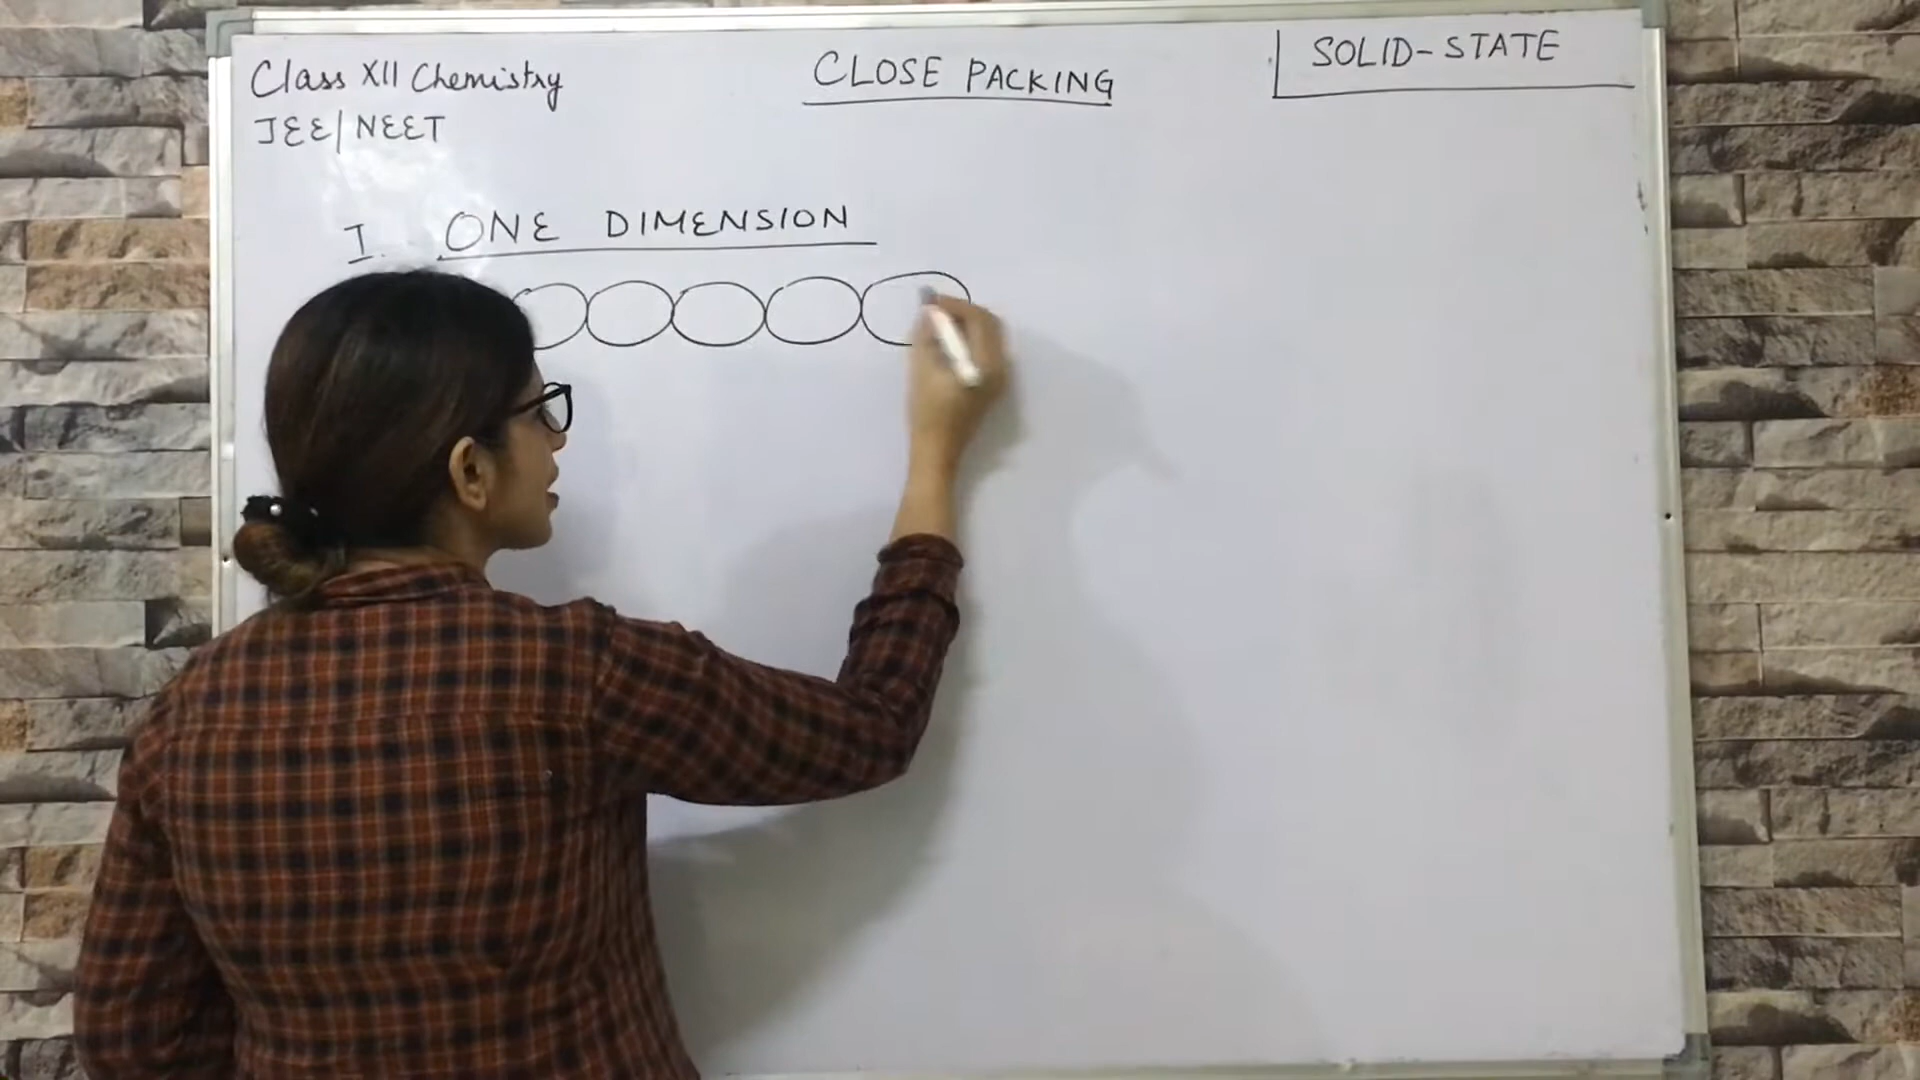 Class XII Chemistry
JEE/NEET
CLOSE PACKING
SOLID-STATE
I. ONE DIMENSION